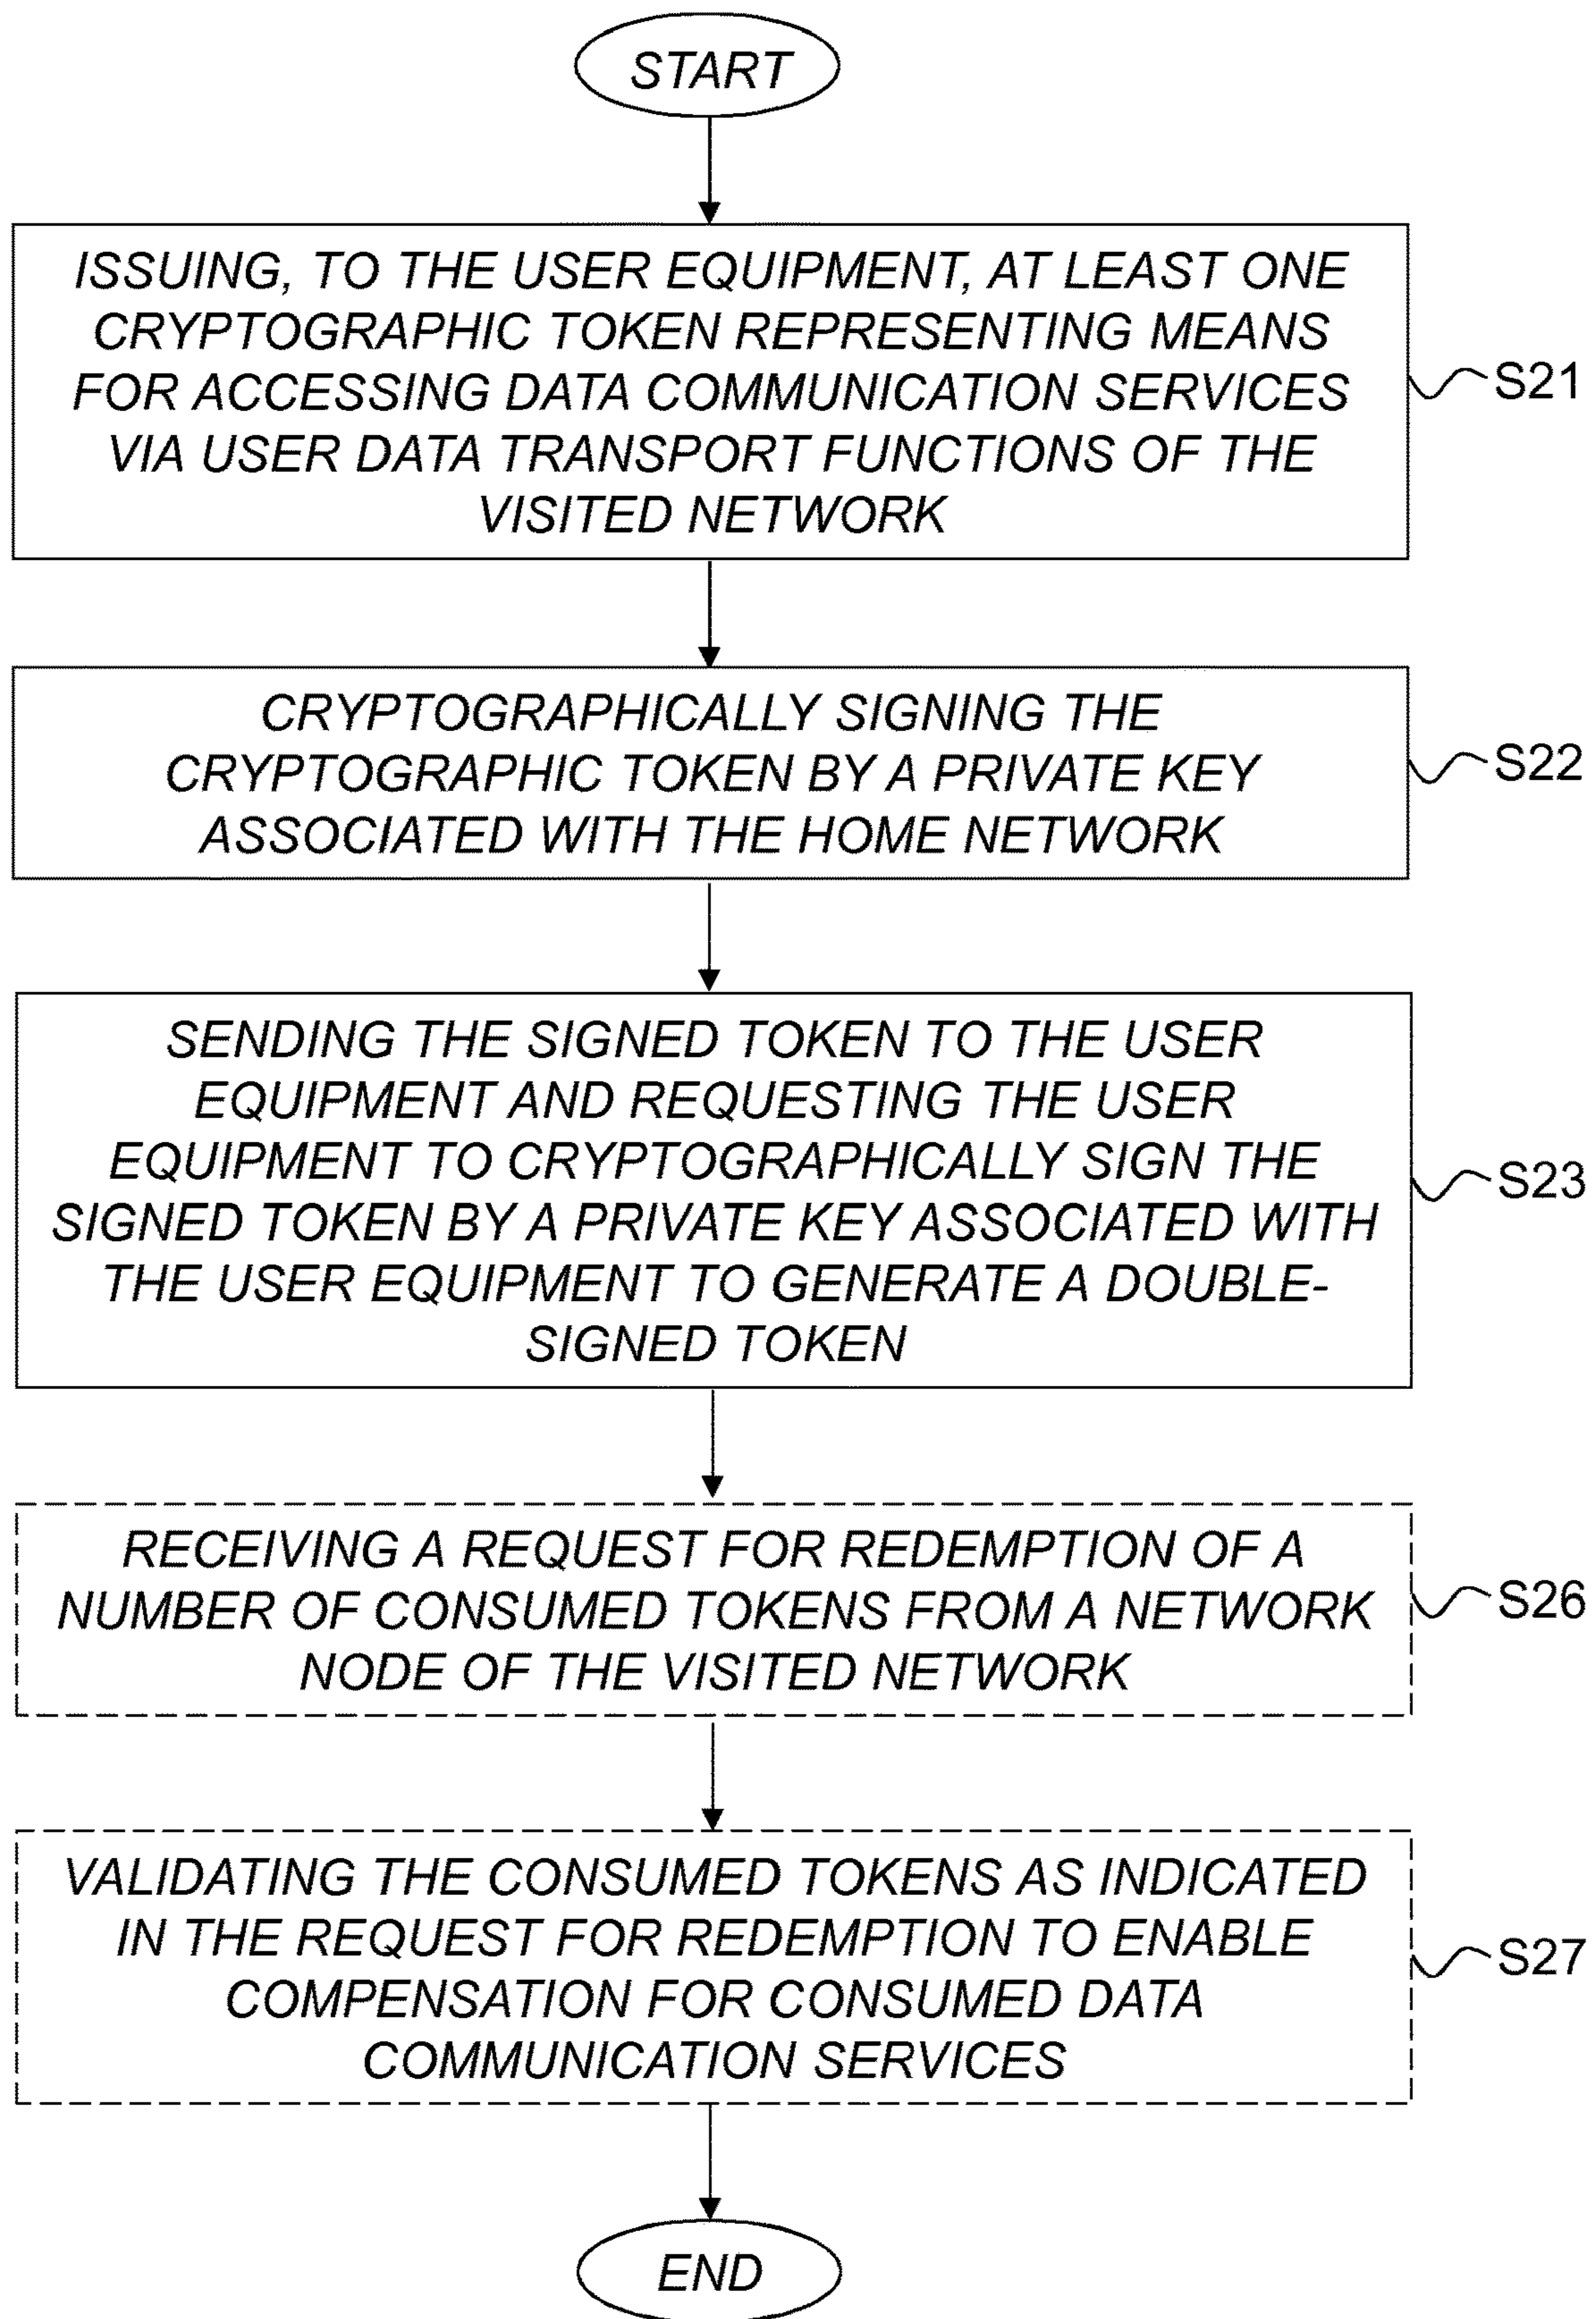 START
ISSUING, TO THE USER EQUIPMENT, AT LEAST ONE
CRYPTOGRAPHIC TOKEN REPRESENTING MEANS
FOR ACCESSING DATA COMMUNICATION SERVICES
VIA USER DATA TRANSPORT FUNCTIONS OF THE
VISITED NETWORK
S21
CRYPTOGRAPHICALLY SIGNING THE
CRYPTOGRAPHIC TOKEN BY A PRIVATE KEY
ASSOCIATED WITH THE HOME NETWORK
S22
SENDING THE SIGNED TOKEN TO THE USER
EQUIPMENT AND REQUESTING THE USER
EQUIPMENT TO CRYPTOGRAPHICALLY SIGN THE
SIGNED TOKEN BY A PRIVATE KEY ASSOCIATED WITH
THE USER EQUIPMENT TO GENERATE A DOUBLE-
SIGNED TOKEN
S23
RECEIVING A REQUEST FOR REDEMPTION OF A
NUMBER OF CONSUMED TOKENS FROM A NETWORK
NODE OF THE VISITED NETWORK
S26
VALIDATING THE CONSUMED TOKENS AS INDICATED
IN THE REQUEST FOR REDEMPTION TO ENABLE
COMPENSATION FOR CONSUMED DATA
COMMUNICATION SERVICES
S27
END